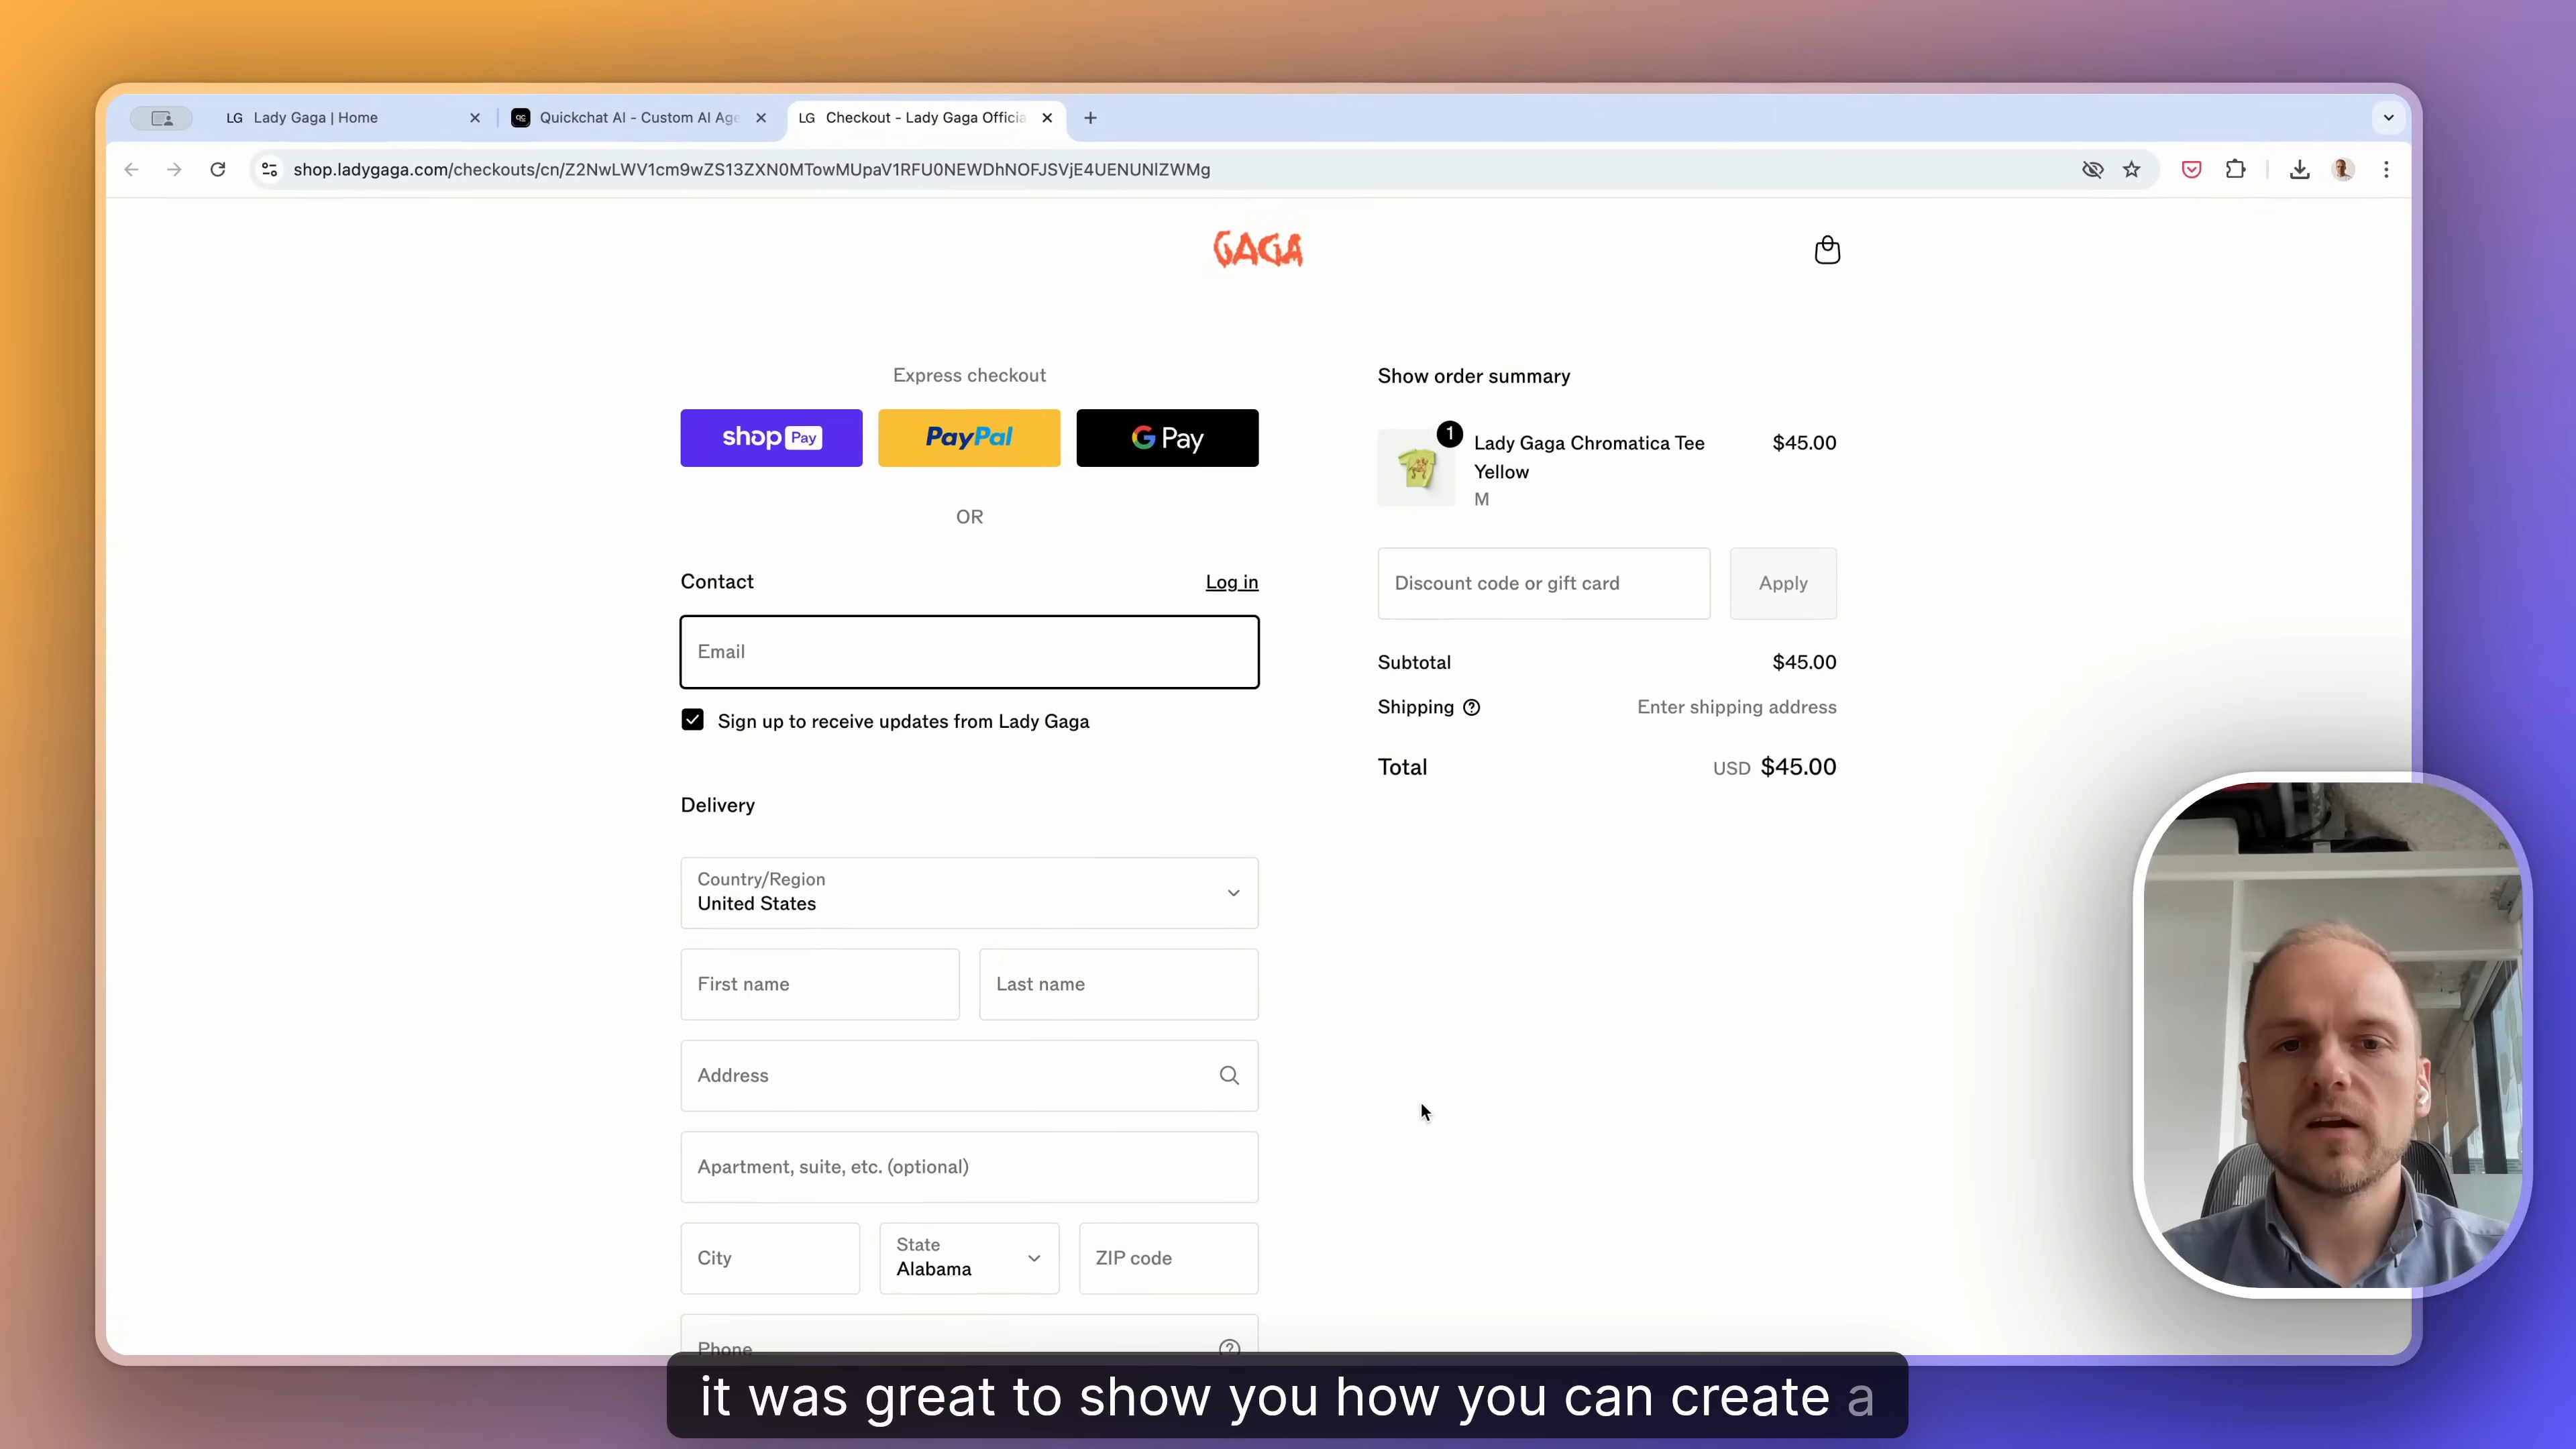 LG Lady Gaga | Home
QC Quickchat AI - Custom AI Age
LG Checkout - Lady Gaga Officia
shop.ladygaga.com/checkouts/cn/Z2NwLWV1cm9wZS13ZXN0MTowMUpaV1RFU0NEWDhNOFJSVjE4UENUNlZWMg
GAGA
Express checkout
shop Pay
PayPal
G Pay
OR
Contact
Log in
Email
Sign up to receive updates from Lady Gaga
Delivery
Country/Region
United States
First name
Last name
Address
Apartment, suite, etc. (optional)
City
State
Alabama
ZIP code
Phone
Show order summary
1
Lady Gaga Chromatica Tee
Yellow
M
$45.00
Discount code or gift card
Apply
Subtotal
$45.00
Shipping
Enter shipping address
Total
USD $45.00
it was great to show you how you can create a